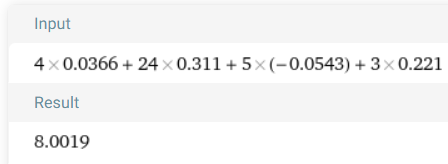 Input
4×0.0366 + 24×0.311 + 5×(−0.0543) + 3×0.221
Result
8.0019